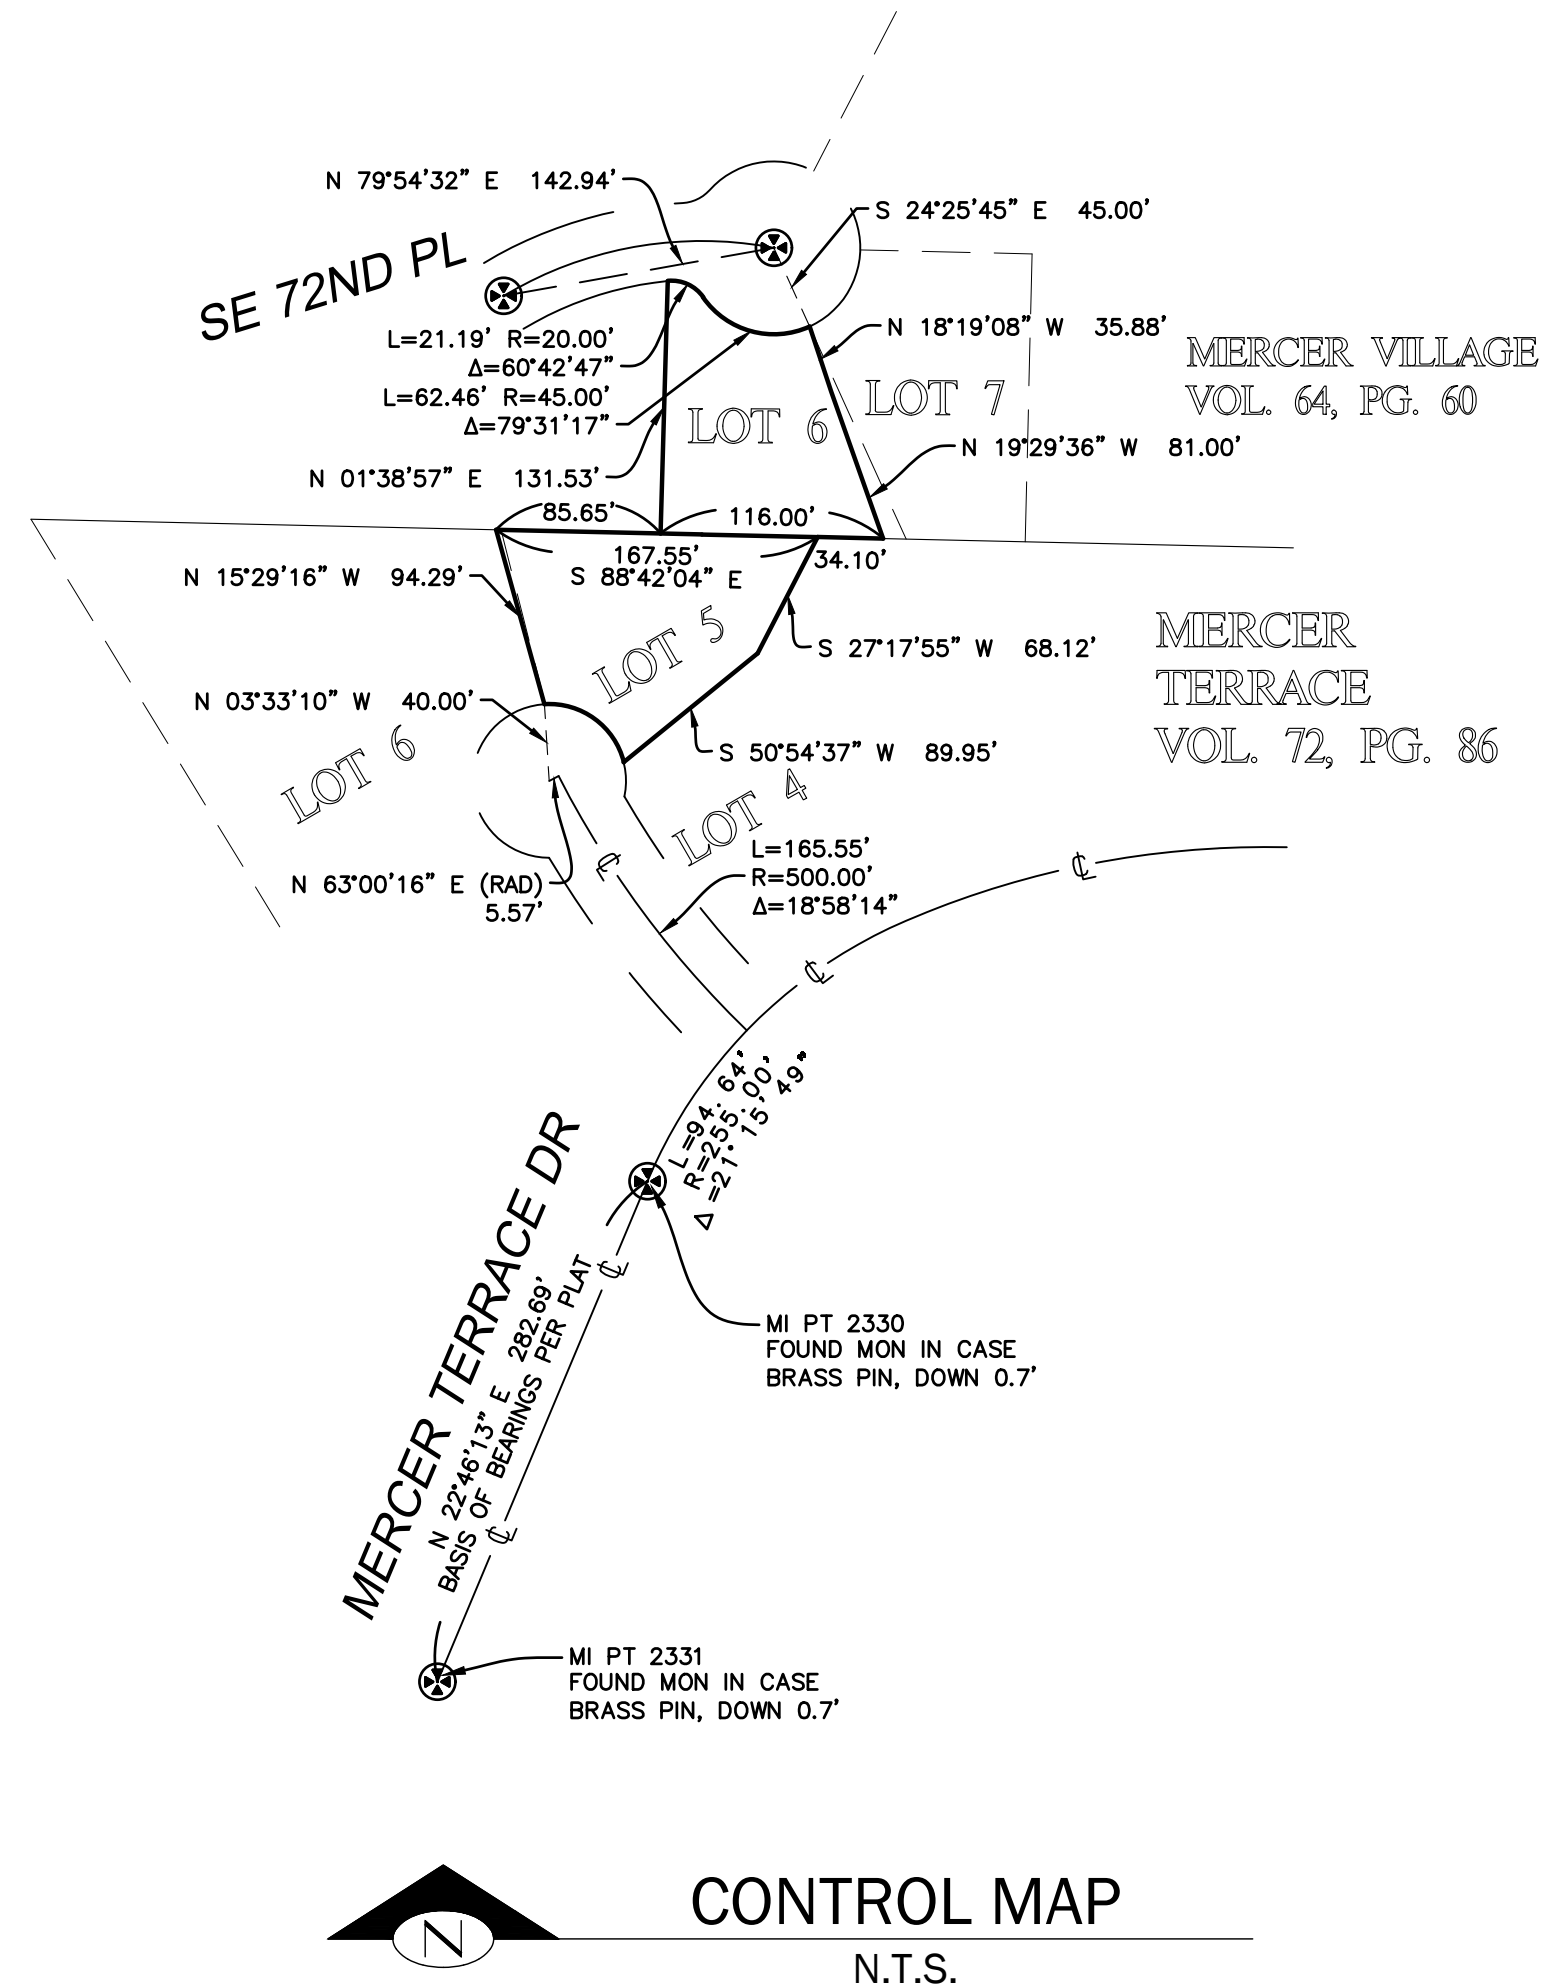 N 79°54'32" E 142.94'
S 24°25'45" E 45.00'
SE 72ND PL
L=21.19' R=20.00'
Δ=60°42'47"
L=62.46' R=45.00'
Δ=79°31'17"
N 18°19'08" W 35.88'
MERCER VILLAGE
VOL. 64, PG. 60
LOT 7
LOT 6
N 19°29'36" W 81.00'
N 01°38'57" E 131.53'
85.65'
116.00'
167.55'
S 88°42'04" E
34.10'
N 15°29'16" W 94.29'
LOT 5
S 27°17'55" W 68.12'
MERCER
TERRACE
VOL. 72, PG. 86
N 03°33'10" W 40.00'
LOT 6
S 50°54'37" W 89.95'
LOT 4
L=165.55'
R=500.00'
Δ=18°58'14"
N 63°00'16" E (RAD)
5.57'
℄
℄
℄
L=94.64'
R=255.00'
Δ=21°15'49"
MERCER TERRACE DR
N 22°46'13" E 282.69'
BASIS OF BEARINGS PER PLAT
℄
℄
MI PT 2330
FOUND MON IN CASE
BRASS PIN, DOWN 0.7'
MI PT 2331
FOUND MON IN CASE
BRASS PIN, DOWN 0.7'
N
CONTROL MAP
N.T.S.